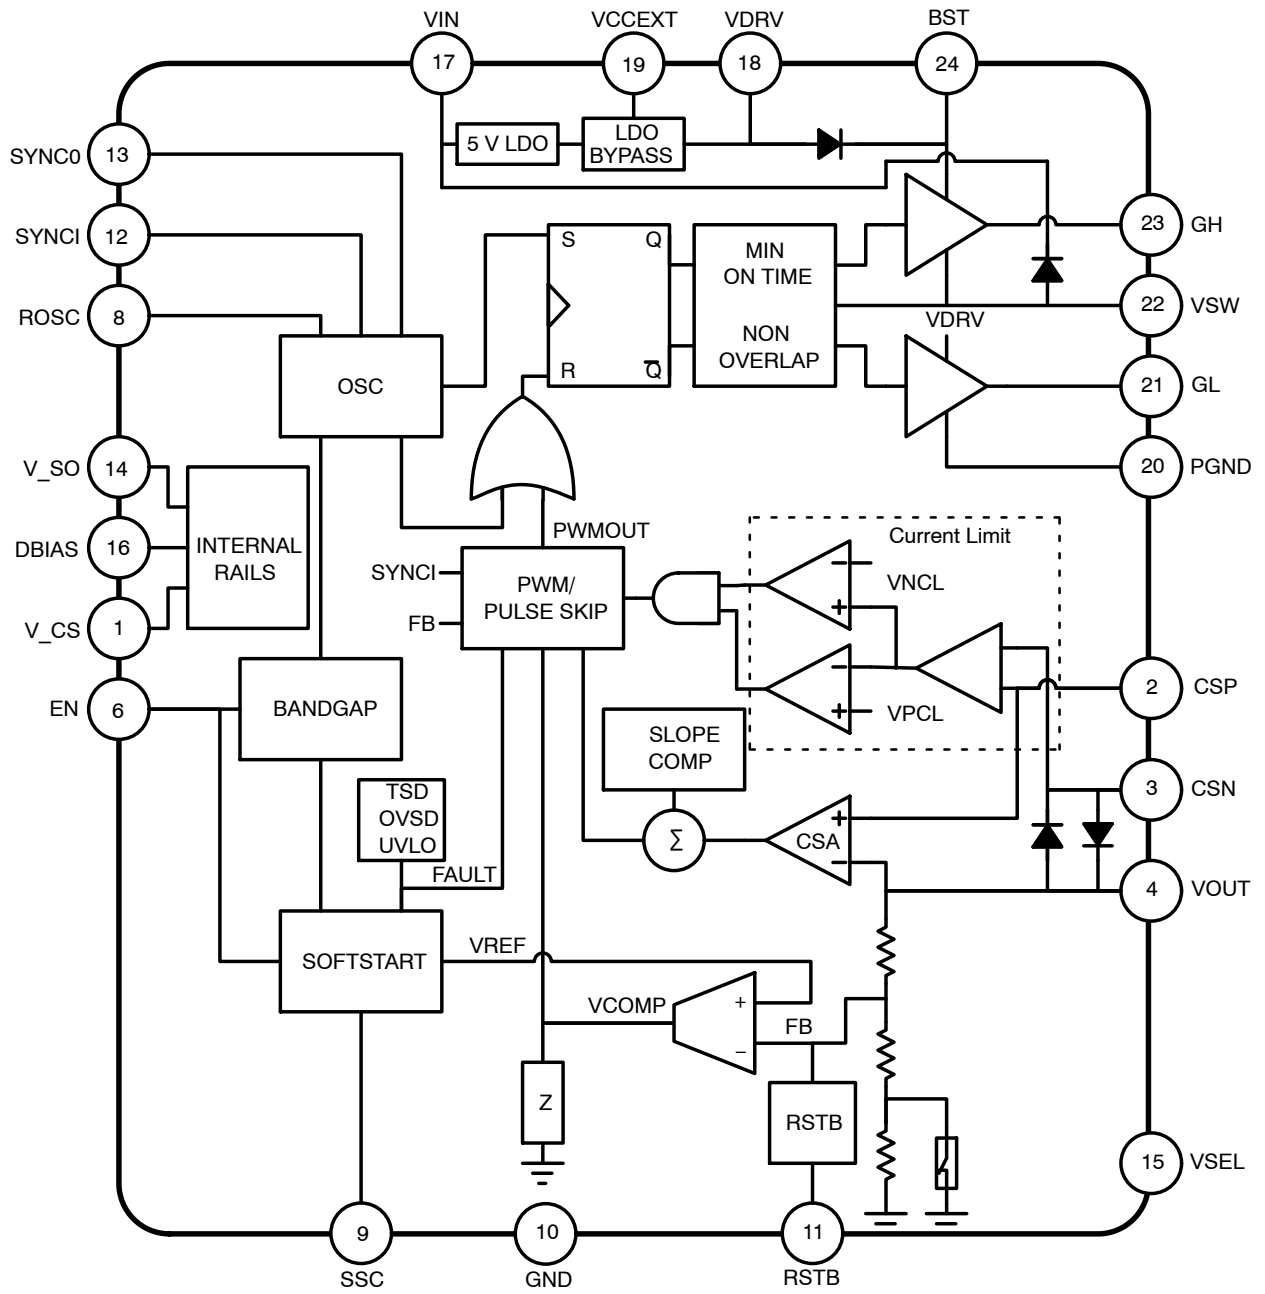 VIN
VCCEXT
VDRV
BST
17
19
18
24
5 V LDO
LDO
BYPASS
SYNC0
13
SYNCI
12
ROSC
8
OSC
S
Q
R
Q̅
MIN
ON TIME
NON
OVERLAP
VDRV
23
GH
22
VSW
21
GL
20
PGND
V_SO
14
DBIAS
16
V_CS
1
INTERNAL
RAILS
EN
6
BANDGAP
PWMOUT
SYNCI
FB
PWM/
PULSE SKIP
Current Limit
VNCL
VPCL
−
+
−
+
2
CSP
3
CSN
4
VOUT
SLOPE
COMP
Σ
CSA
+
−
TSD
OVSD
UVLO
FAULT
SOFTSTART
VREF
VCOMP
+
−
FB
Z
RSTB
15
VSEL
9
SSC
10
GND
11
RSTB